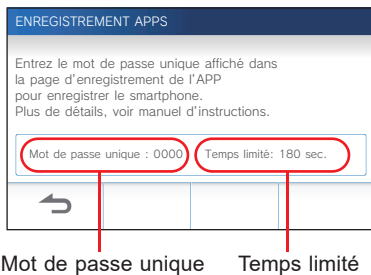 ENREGISTREMENT APPS
Entrez le mot de passe unique affiché dans
la page d'enregistrement de l'APP
pour enregistrer le smartphone.
Plus de détails, voir manuel d'instructions.
Mot de passe unique : 0000 Temps limité: 180 sec.
Mot de passe unique Temps limité